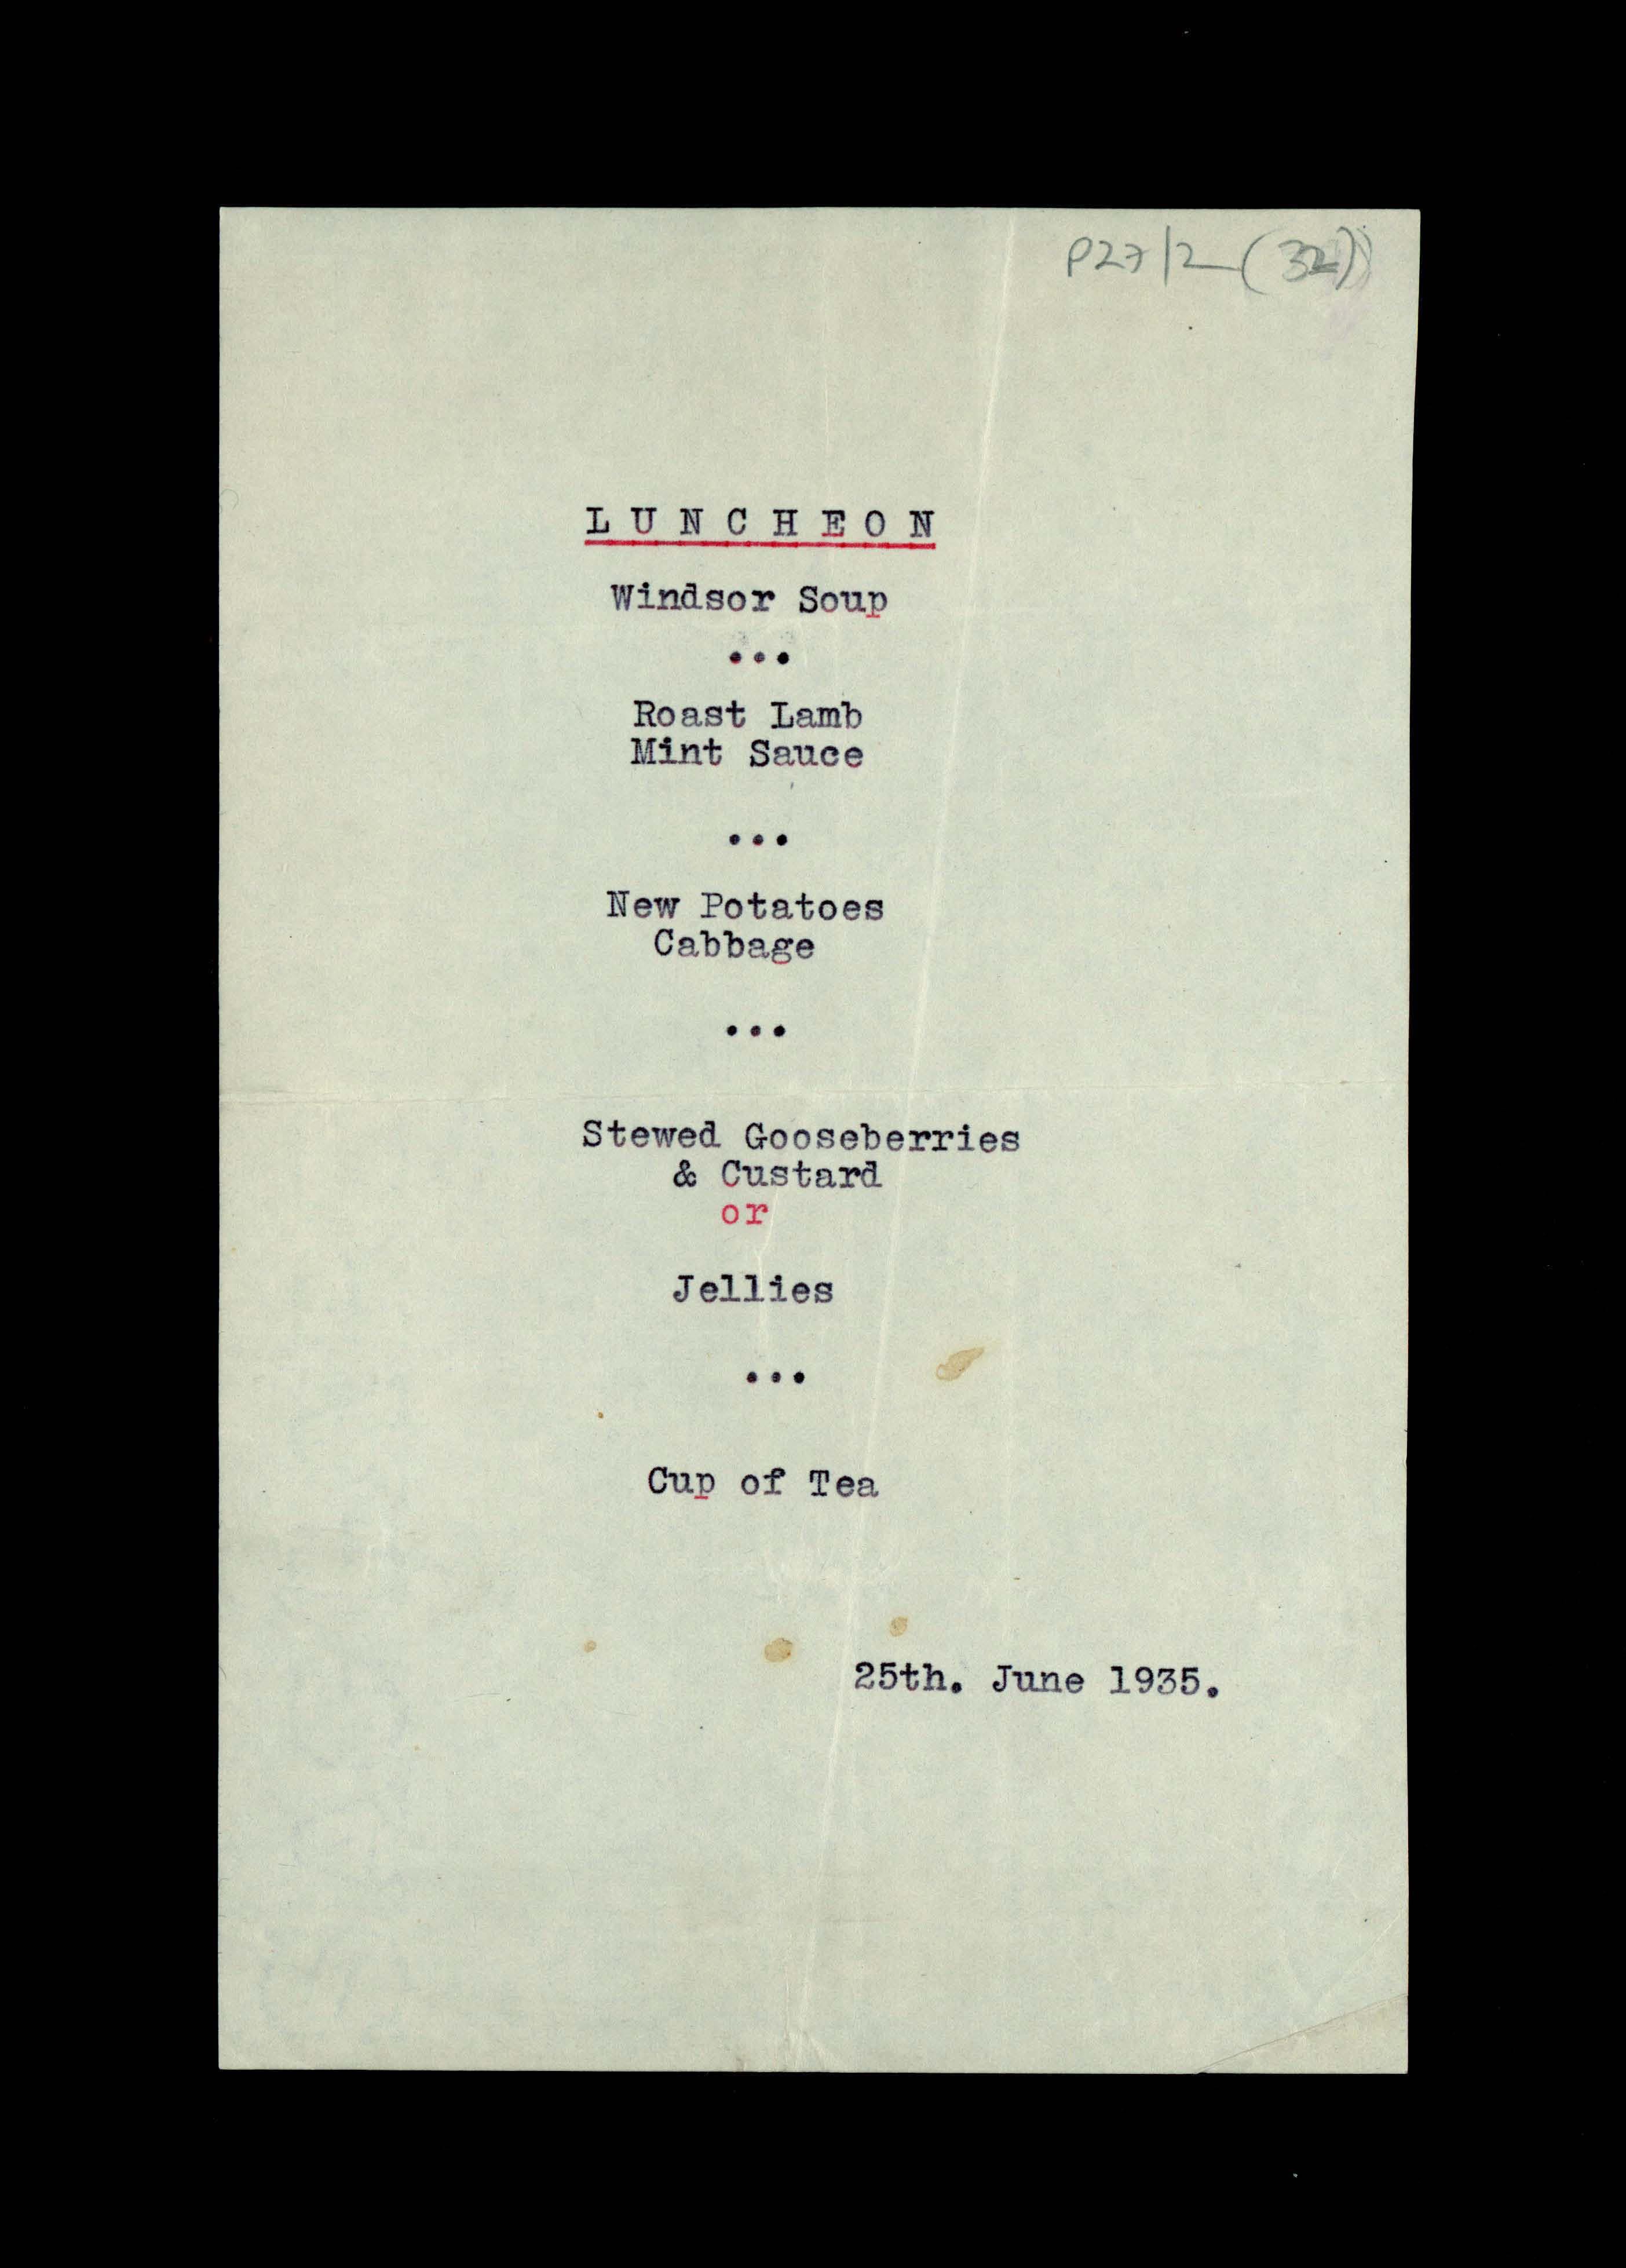 P27/2 (32)
LUNCHEON
Windsor Soup
...
Roast Lamb
Mint Sauce
...
New Potatoes
Cabbage
...
Stewed Gooseberries
& Custard
or
Jellies
...
Cup of Tea
25th. June 1935.